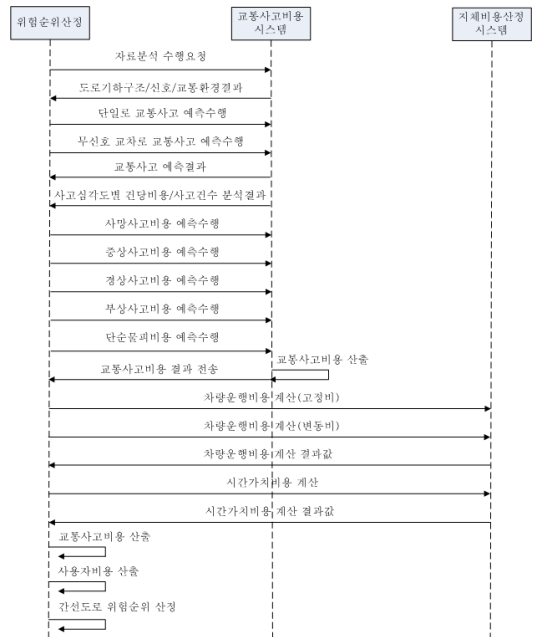 위험순위산정
교통사고비용
시스템
지체비용산정
시스템
자료분석 수행요청
도로기하구조/신호/교통환경결과
단일로 교통사고 예측수행
무신호 교차로 교통사고 예측수행
교통사고 예측결과
사고심각도별 건당비용/사고건수 분석결과
사망사고비용 예측수행
중상사고비용 예측수행
경상사고비용 예측수행
부상사고비용 예측수행
단순물피비용 예측수행
교통사고비용 산출
교통사고비용 결과 전송
차량운행비용 계산(고정비)
차량운행비용 계산(변동비)
차량운행비용 계산 결과값
시간가치비용 계산
시간가치비용 계산 결과값
교통사고비용 산출
사용자비용 산출
간선도로 위험순위 산정